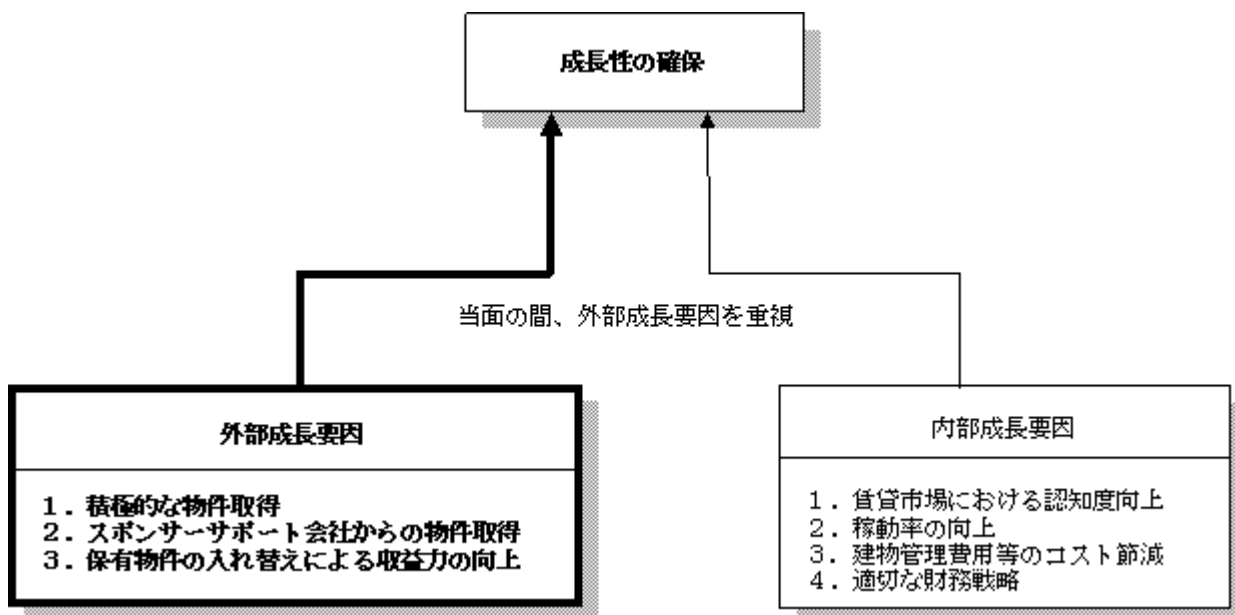 成長性の確保
当面の間、外部成長要因を重視
外部成長要因
１．積極的な物件取得
２．スポンサーサポート会社からの物件取得
３．保有物件の入れ替えによる収益力の向上
内部成長要因
１．賃貸市場における認知度向上
２．稼動率の向上
３．建物管理費用等のコスト節減
４．適切な財務戦略